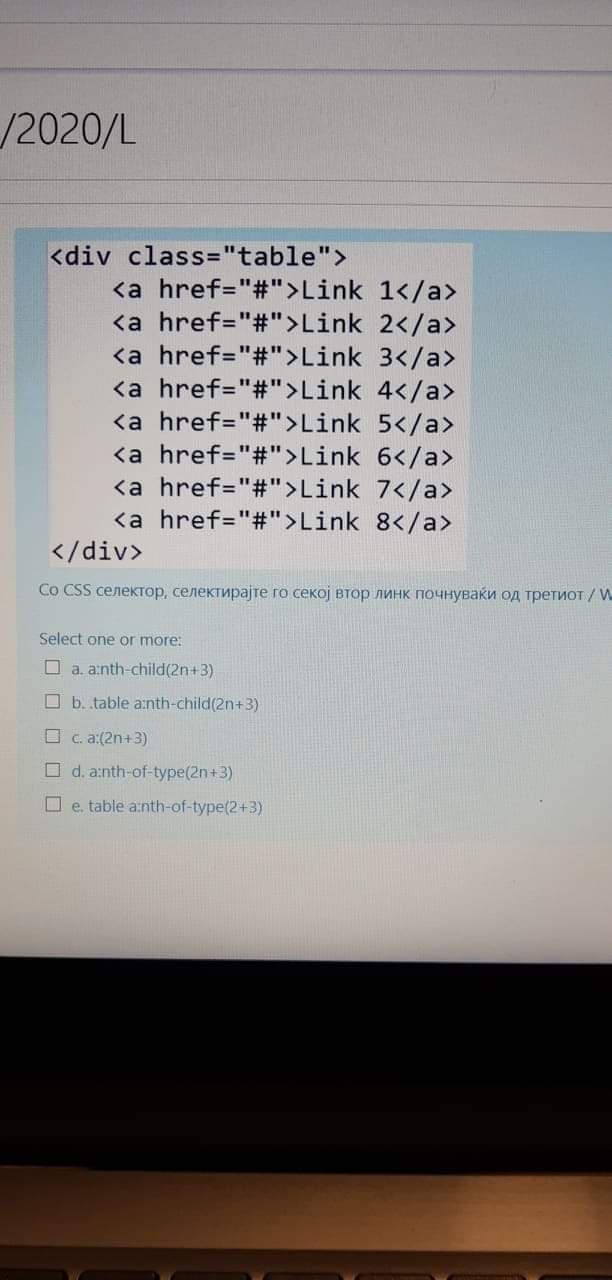 /2020/L
<div class="table">
<a href="#">Link 1</a>
<a href="#">Link 2</a>
<a href="#">Link 3</a>
<a href="#">Link 4</a>
<a href="#">Link 5</a>
<a href="#">Link 6</a>
<a href="#">Link 7</a>
<a href="#">Link 8</a>
</div>
Со CSS селектор, селектирајте го секој втор линк почнувајќи од третиот / W
Select one or more:
a. a:nth-child(2n+3)
b. .table a:nth-child(2n+3)
c. a:(2n+3)
d. a:nth-of-type(2n+3)
e. table a:nth-of-type(2+3)